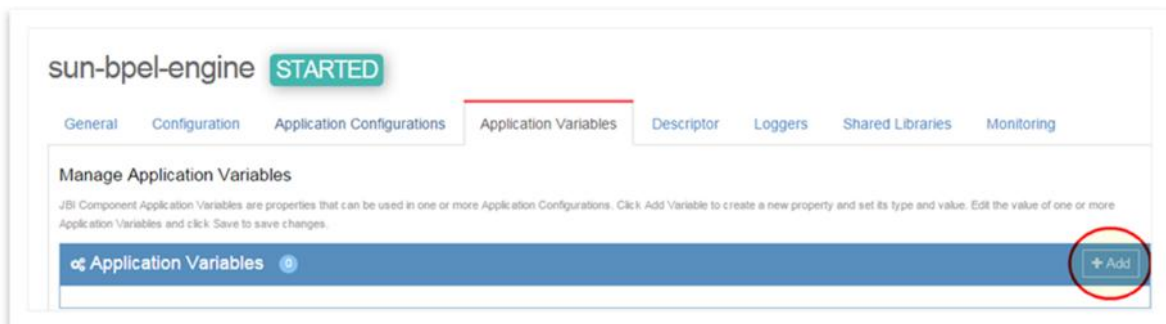 sun-bpel-engine STARTED
General Configuration Application Configurations Application Variables Descriptor Loggers Shared Libraries Monitoring
Manage Application Variables
JBI Component Application Variables are properties that can be used in one or more Application Configurations. Click Add Variable to create a new property and set its type and value. Edit the value of one or more
Application Variables and click Save to save changes.
Application Variables 0
+ Add